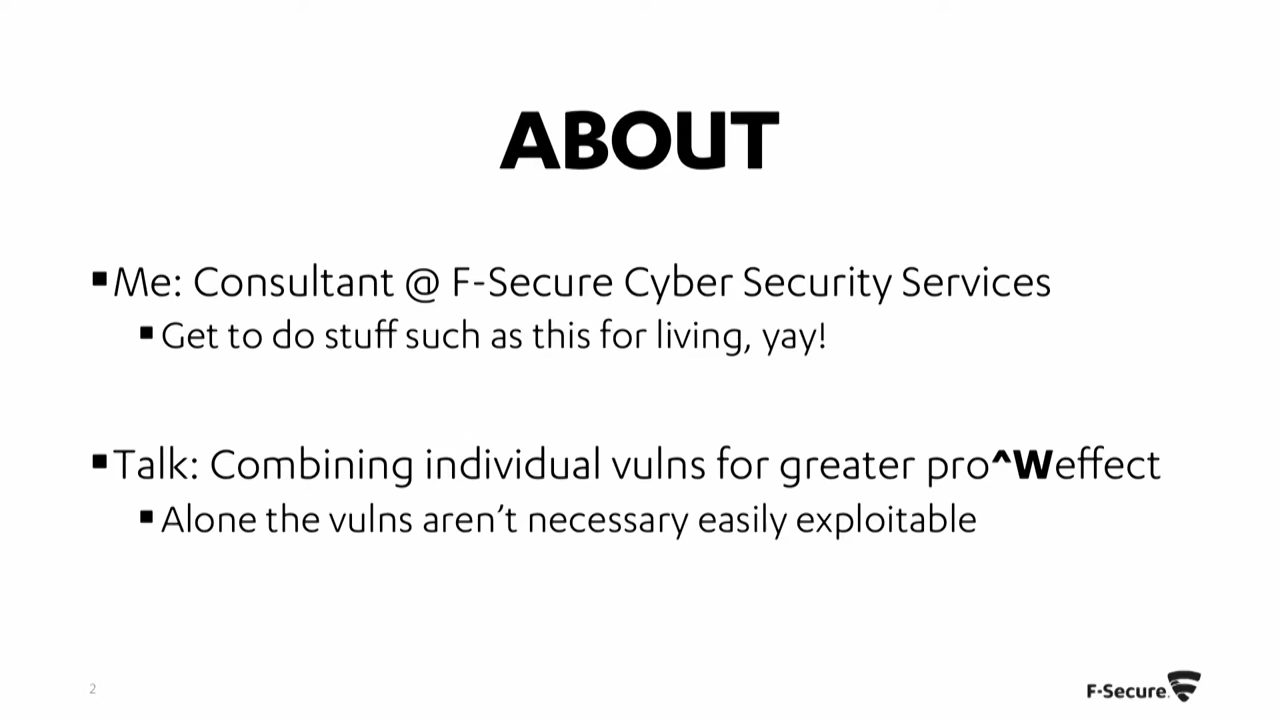 ABOUT
▪Me: Consultant @ F-Secure Cyber Security Services
▪Get to do stuff such as this for living, yay!
▪Talk: Combining individual vulns for greater pro^Weffect
▪Alone the vulns aren't necessary easily exploitable
2
F-Secure.